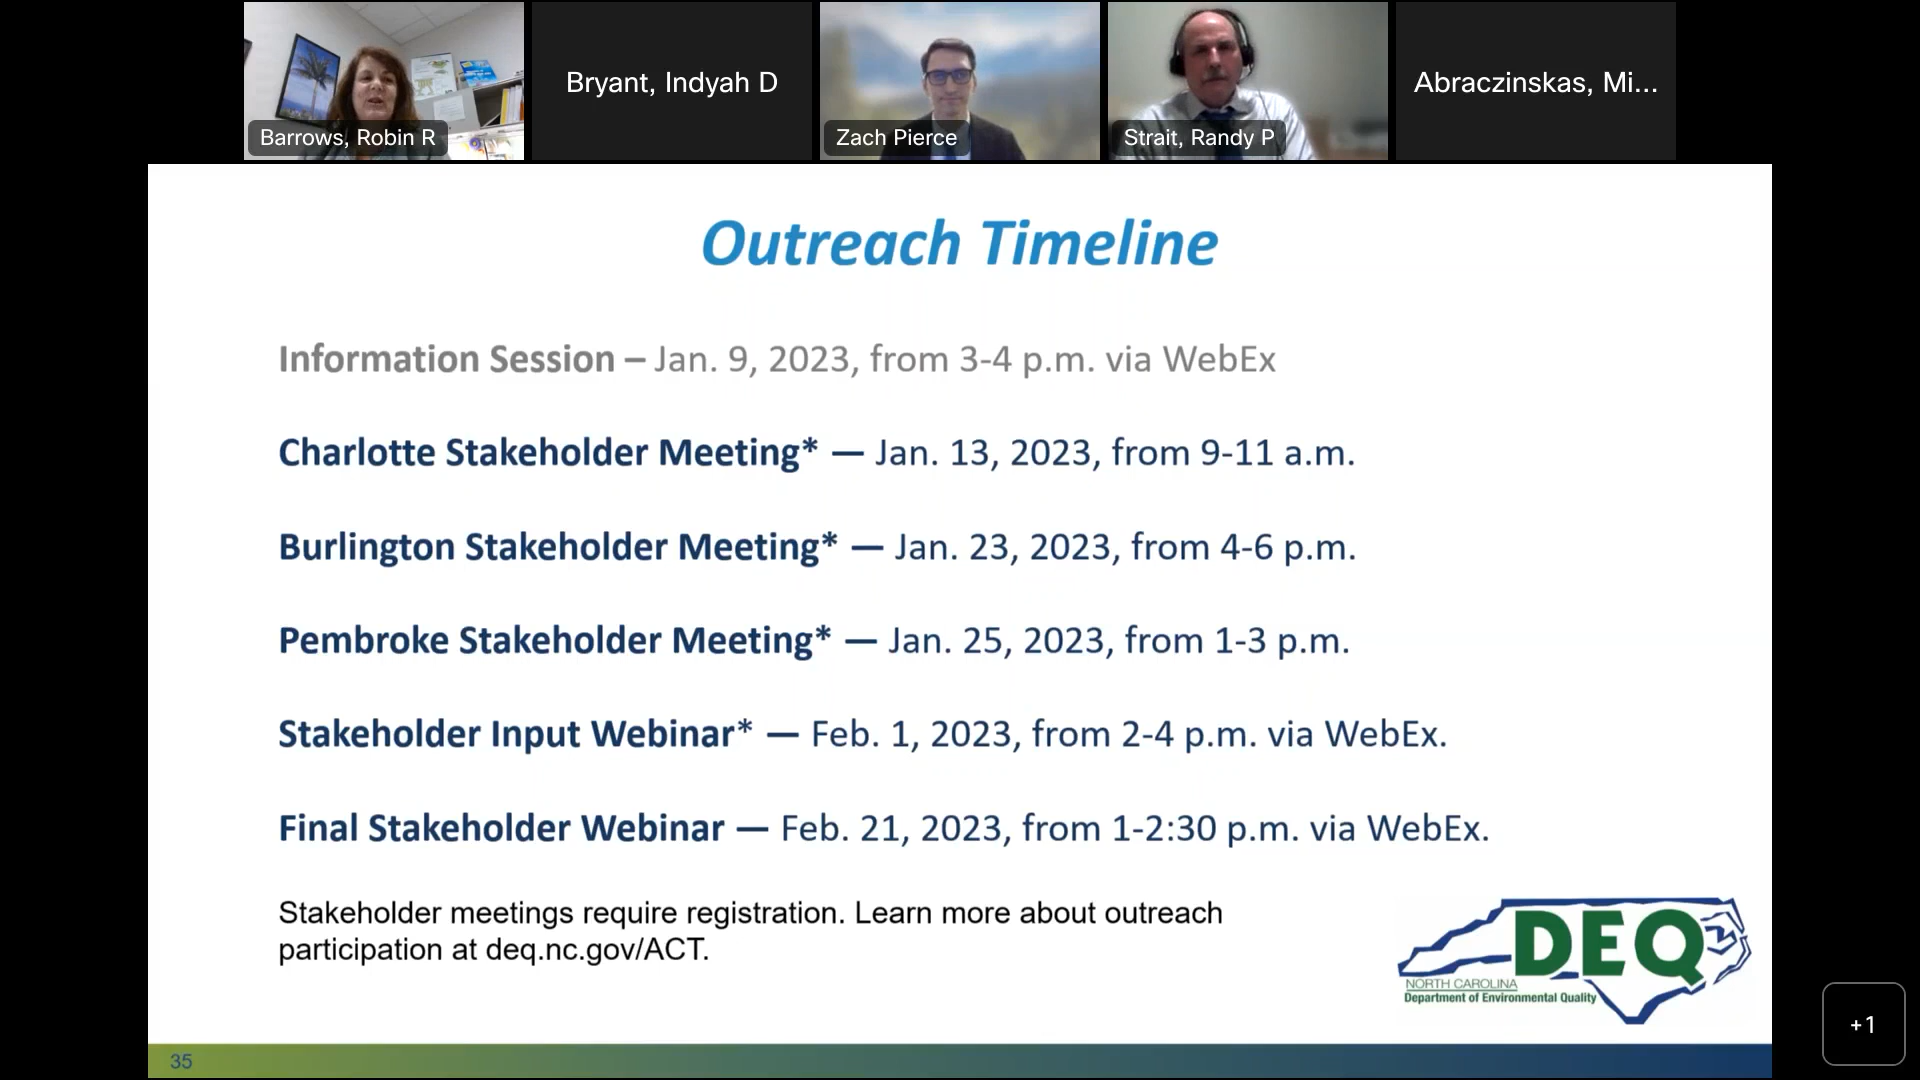 Barrows, Robin R
Bryant, Indyah D
Zach Pierce
Strait, Randy P
Abraczinskas, Mi...
Outreach Timeline
Information Session – Jan. 9, 2023, from 3-4 p.m. via WebEx
Charlotte Stakeholder Meeting* — Jan. 13, 2023, from 9-11 a.m.
Burlington Stakeholder Meeting* — Jan. 23, 2023, from 4-6 p.m.
Pembroke Stakeholder Meeting* — Jan. 25, 2023, from 1-3 p.m.
Stakeholder Input Webinar* — Feb. 1, 2023, from 2-4 p.m. via WebEx.
Final Stakeholder Webinar — Feb. 21, 2023, from 1-2:30 p.m. via WebEx.
Stakeholder meetings require registration. Learn more about outreach
participation at deq.nc.gov/ACT.
DEQ
NORTH CAROLINA
Department of Environmental Quality
+1
35